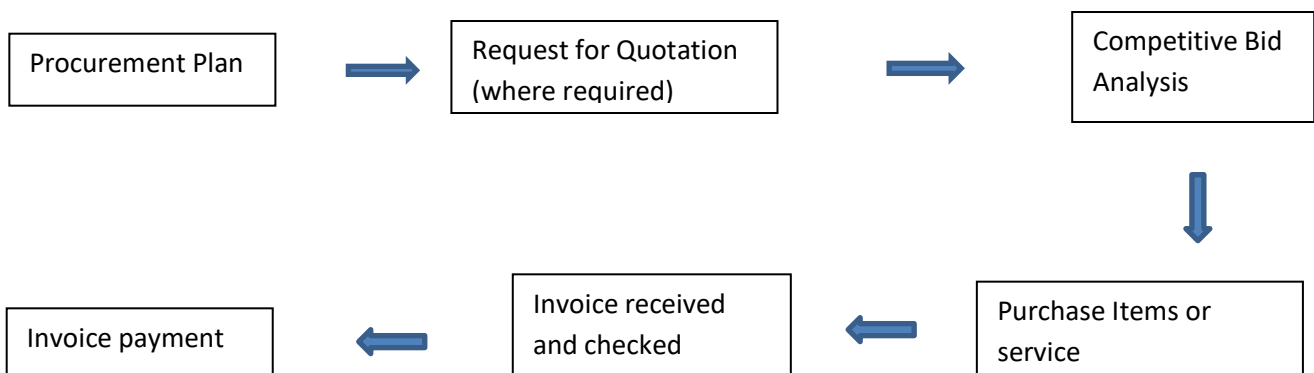 Procurement Plan
Request for Quotation
(where required)
Competitive Bid
Analysis
Purchase Items or
service
Invoice received
and checked
Invoice payment